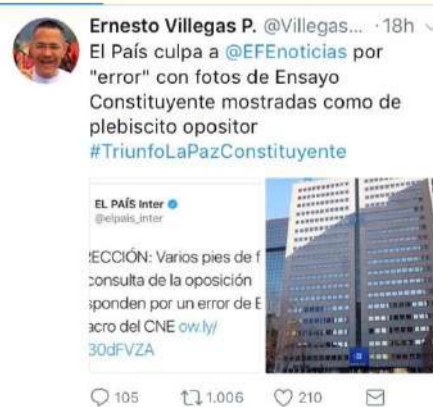 Ernesto Villegas P. @Villegas... · 18h
El País culpa a @EFEnoticias por
"error" con fotos de Ensayo
Constituyente mostradas como de
plebiscito opositor
#TriunfoLaPazConstituyente
EL PAÍS Inter
@elpais_inter
ECCIÓN: Varios pies de f
consulta de la oposición
sponden por un error de E
acro del CNE ow.ly/
30dFVZA
105 1.006 210